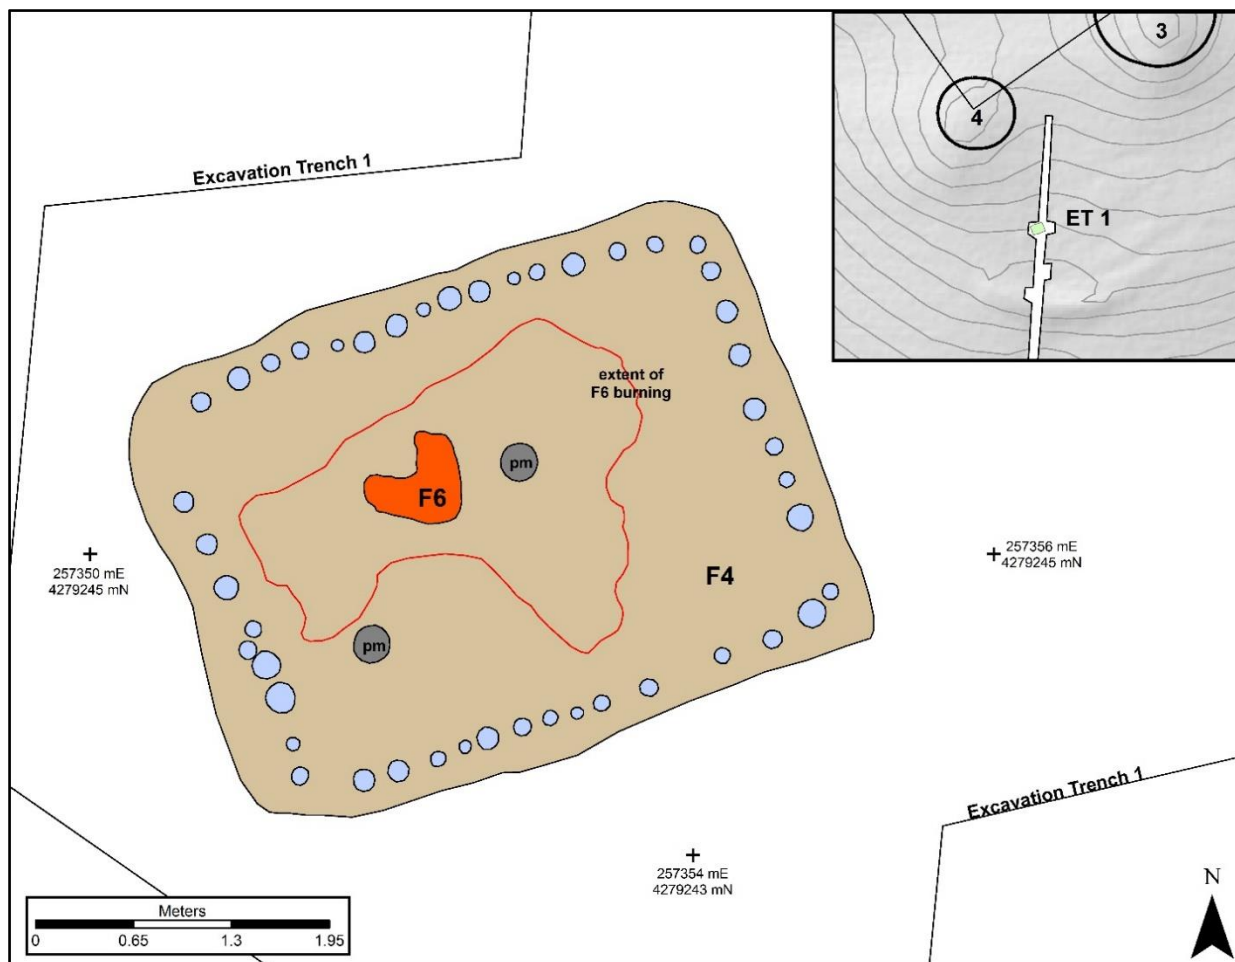 3
4
ET 1
Excavation Trench 1
extent of
F6 burning
pm
F6
257350 mE
4279245 mN
257356 mE
4279245 mN
F4
pm
Excavation Trench 1
257354 mE
4279243 mN
Meters
0 0.65 1.3 1.95
N